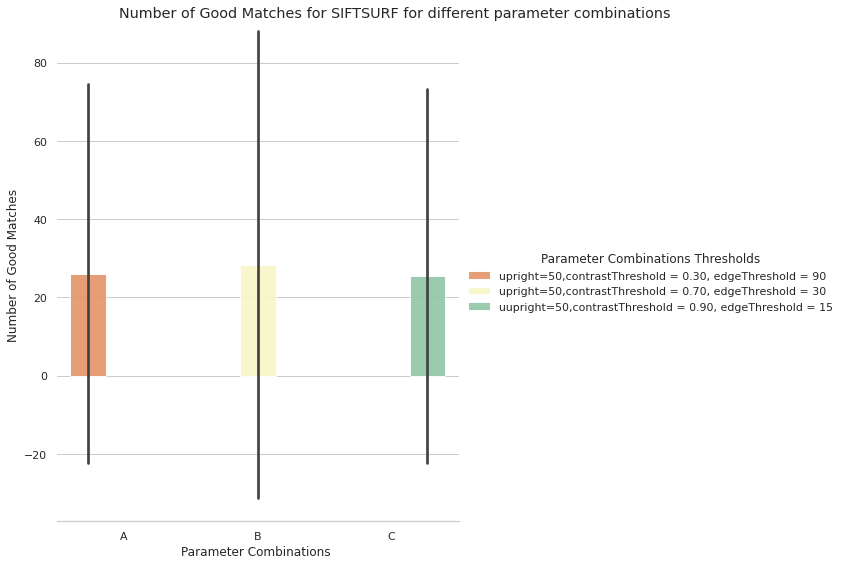 Number of Good Matches for SIFTSURF for different parameter combinations
80
60
40
20
0
−20
Number of Good Matches
A B C
Parameter Combinations
Parameter Combinations Thresholds
upright=50,contrastThreshold = 0.30, edgeThreshold = 90
upright=50,contrastThreshold = 0.70, edgeThreshold = 30
uupright=50,contrastThreshold = 0.90, edgeThreshold = 15